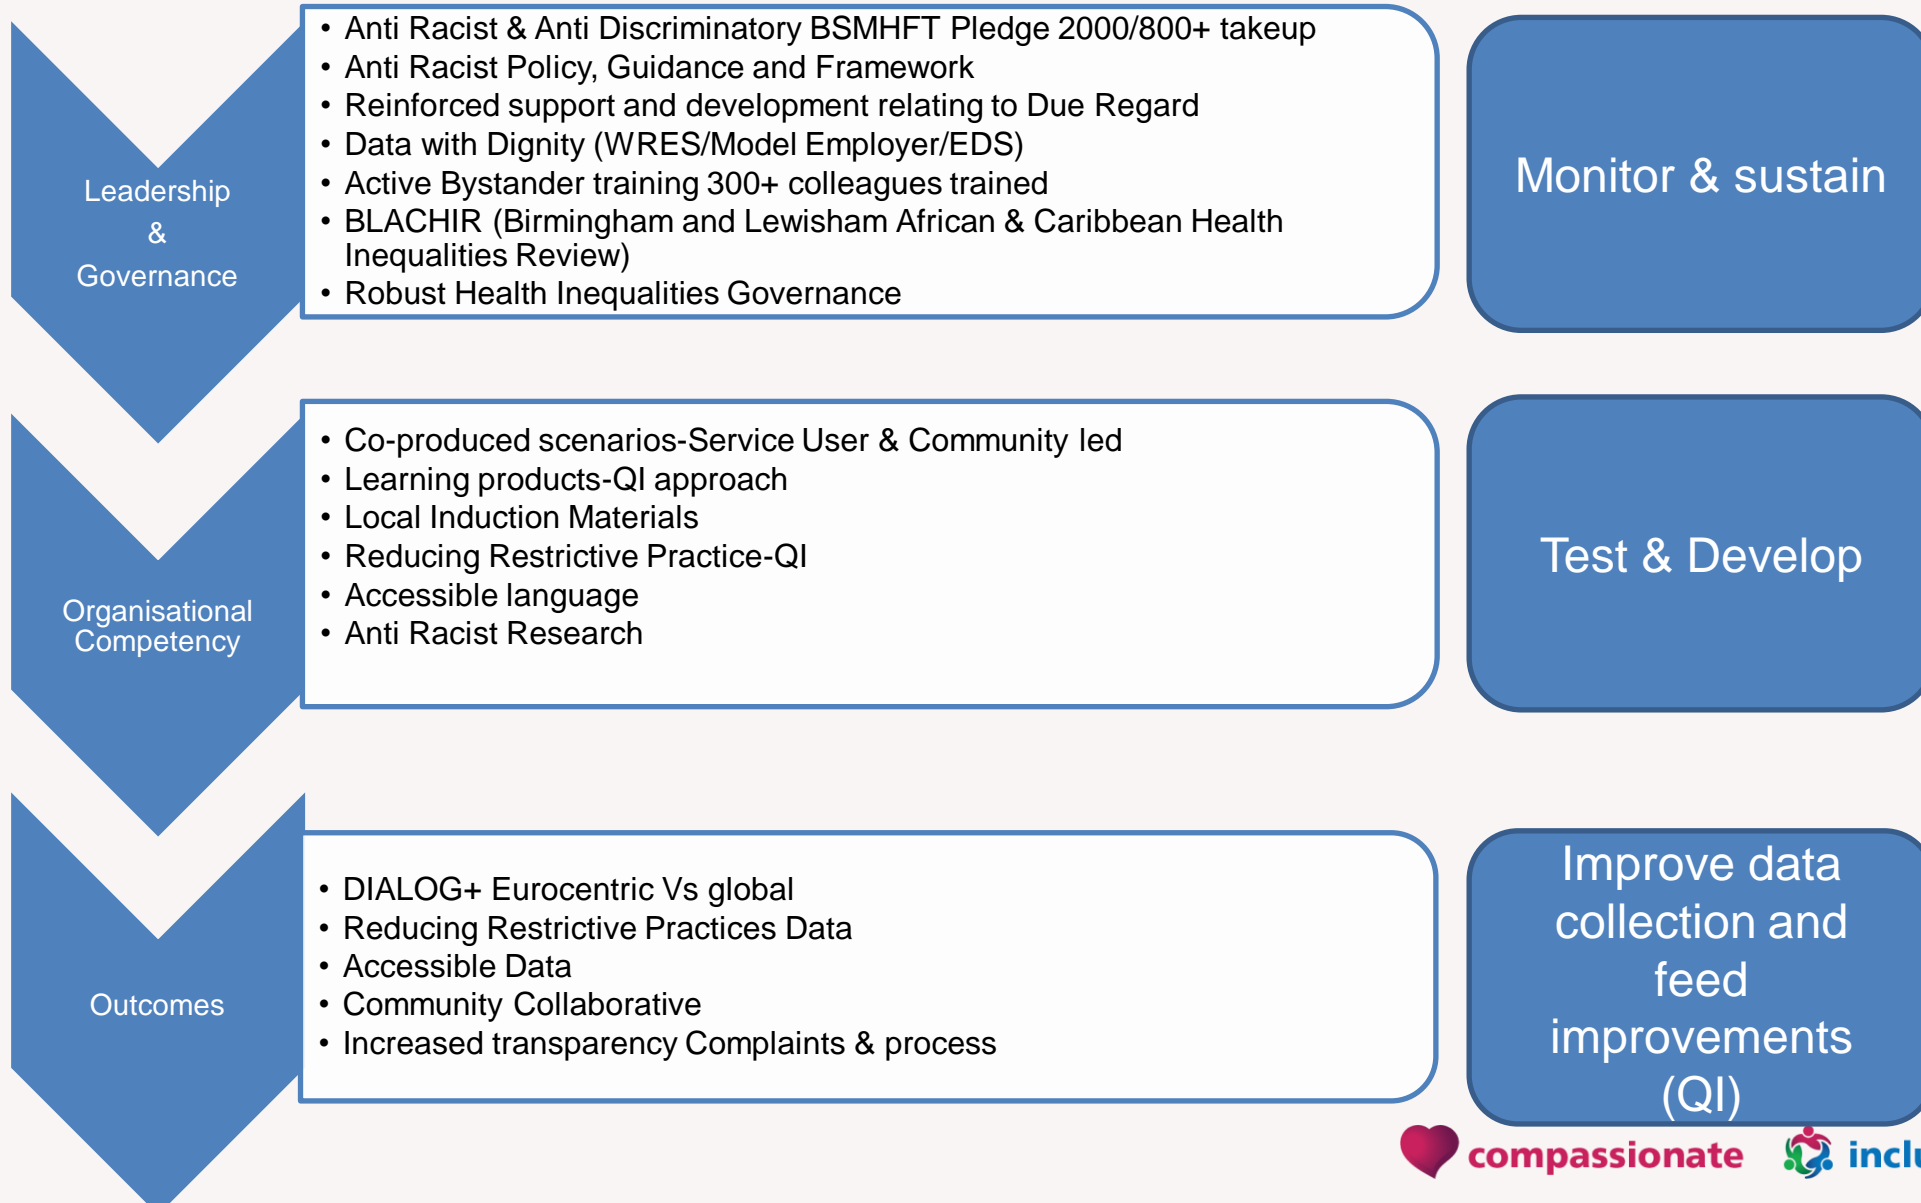 Leadership
&
Governance
• Anti Racist & Anti Discriminatory BSMHFT Pledge 2000/800+ takeup
• Anti Racist Policy, Guidance and Framework
• Reinforced support and development relating to Due Regard
• Data with Dignity (WRES/Model Employer/EDS)
• Active Bystander training 300+ colleagues trained
• BLACHIR (Birmingham and Lewisham African & Caribbean Health
Inequalities Review)
• Robust Health Inequalities Governance
Monitor & sustain
Organisational
Competency
• Co-produced scenarios-Service User & Community led
• Learning products-QI approach
• Local Induction Materials
• Reducing Restrictive Practice-QI
• Accessible language
• Anti Racist Research
Test & Develop
Outcomes
• DIALOG+ Eurocentric Vs global
• Reducing Restrictive Practices Data
• Accessible Data
• Community Collaborative
• Increased transparency Complaints & process
Improve data
collection and
feed
improvements
(QI)
compassionate